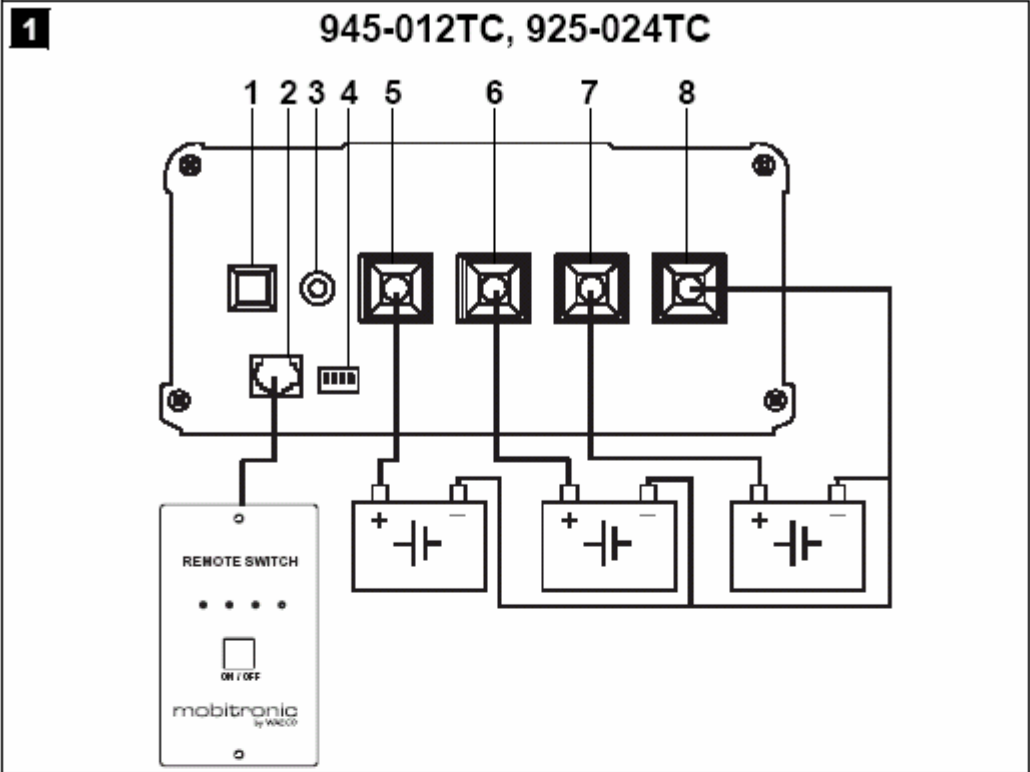 1
945-012TC, 925-024TC
1 2 3 4 5 6 7 8
+ − + − + −
REMOTE SWITCH
ON / OFF
mobitronic
by WAECO